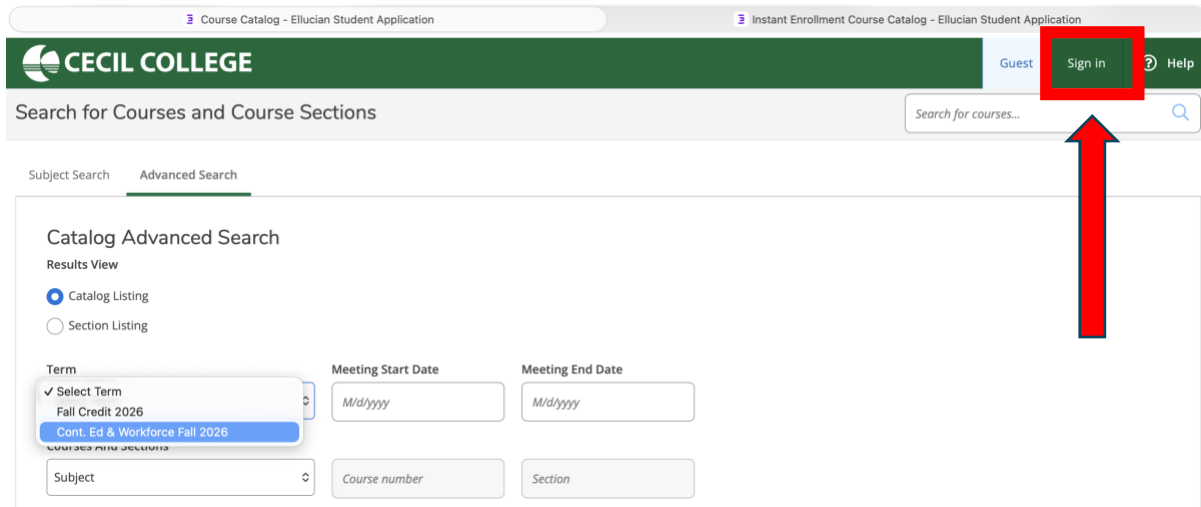 Course Catalog - Ellucian Student Application
Instant Enrollment Course Catalog - Ellucian Student Application
CECIL COLLEGE
Guest
Sign in
? Help
Search for Courses and Course Sections
Search for courses...
Subject Search
Advanced Search
Catalog Advanced Search
Results View
Catalog Listing
Section Listing
Term
Meeting Start Date
Meeting End Date
✓ Select Term
Fall Credit 2026
Cont. Ed & Workforce Fall 2026
M/d/yyyy
M/d/yyyy
Courses And Sections
Subject
Course number
Section